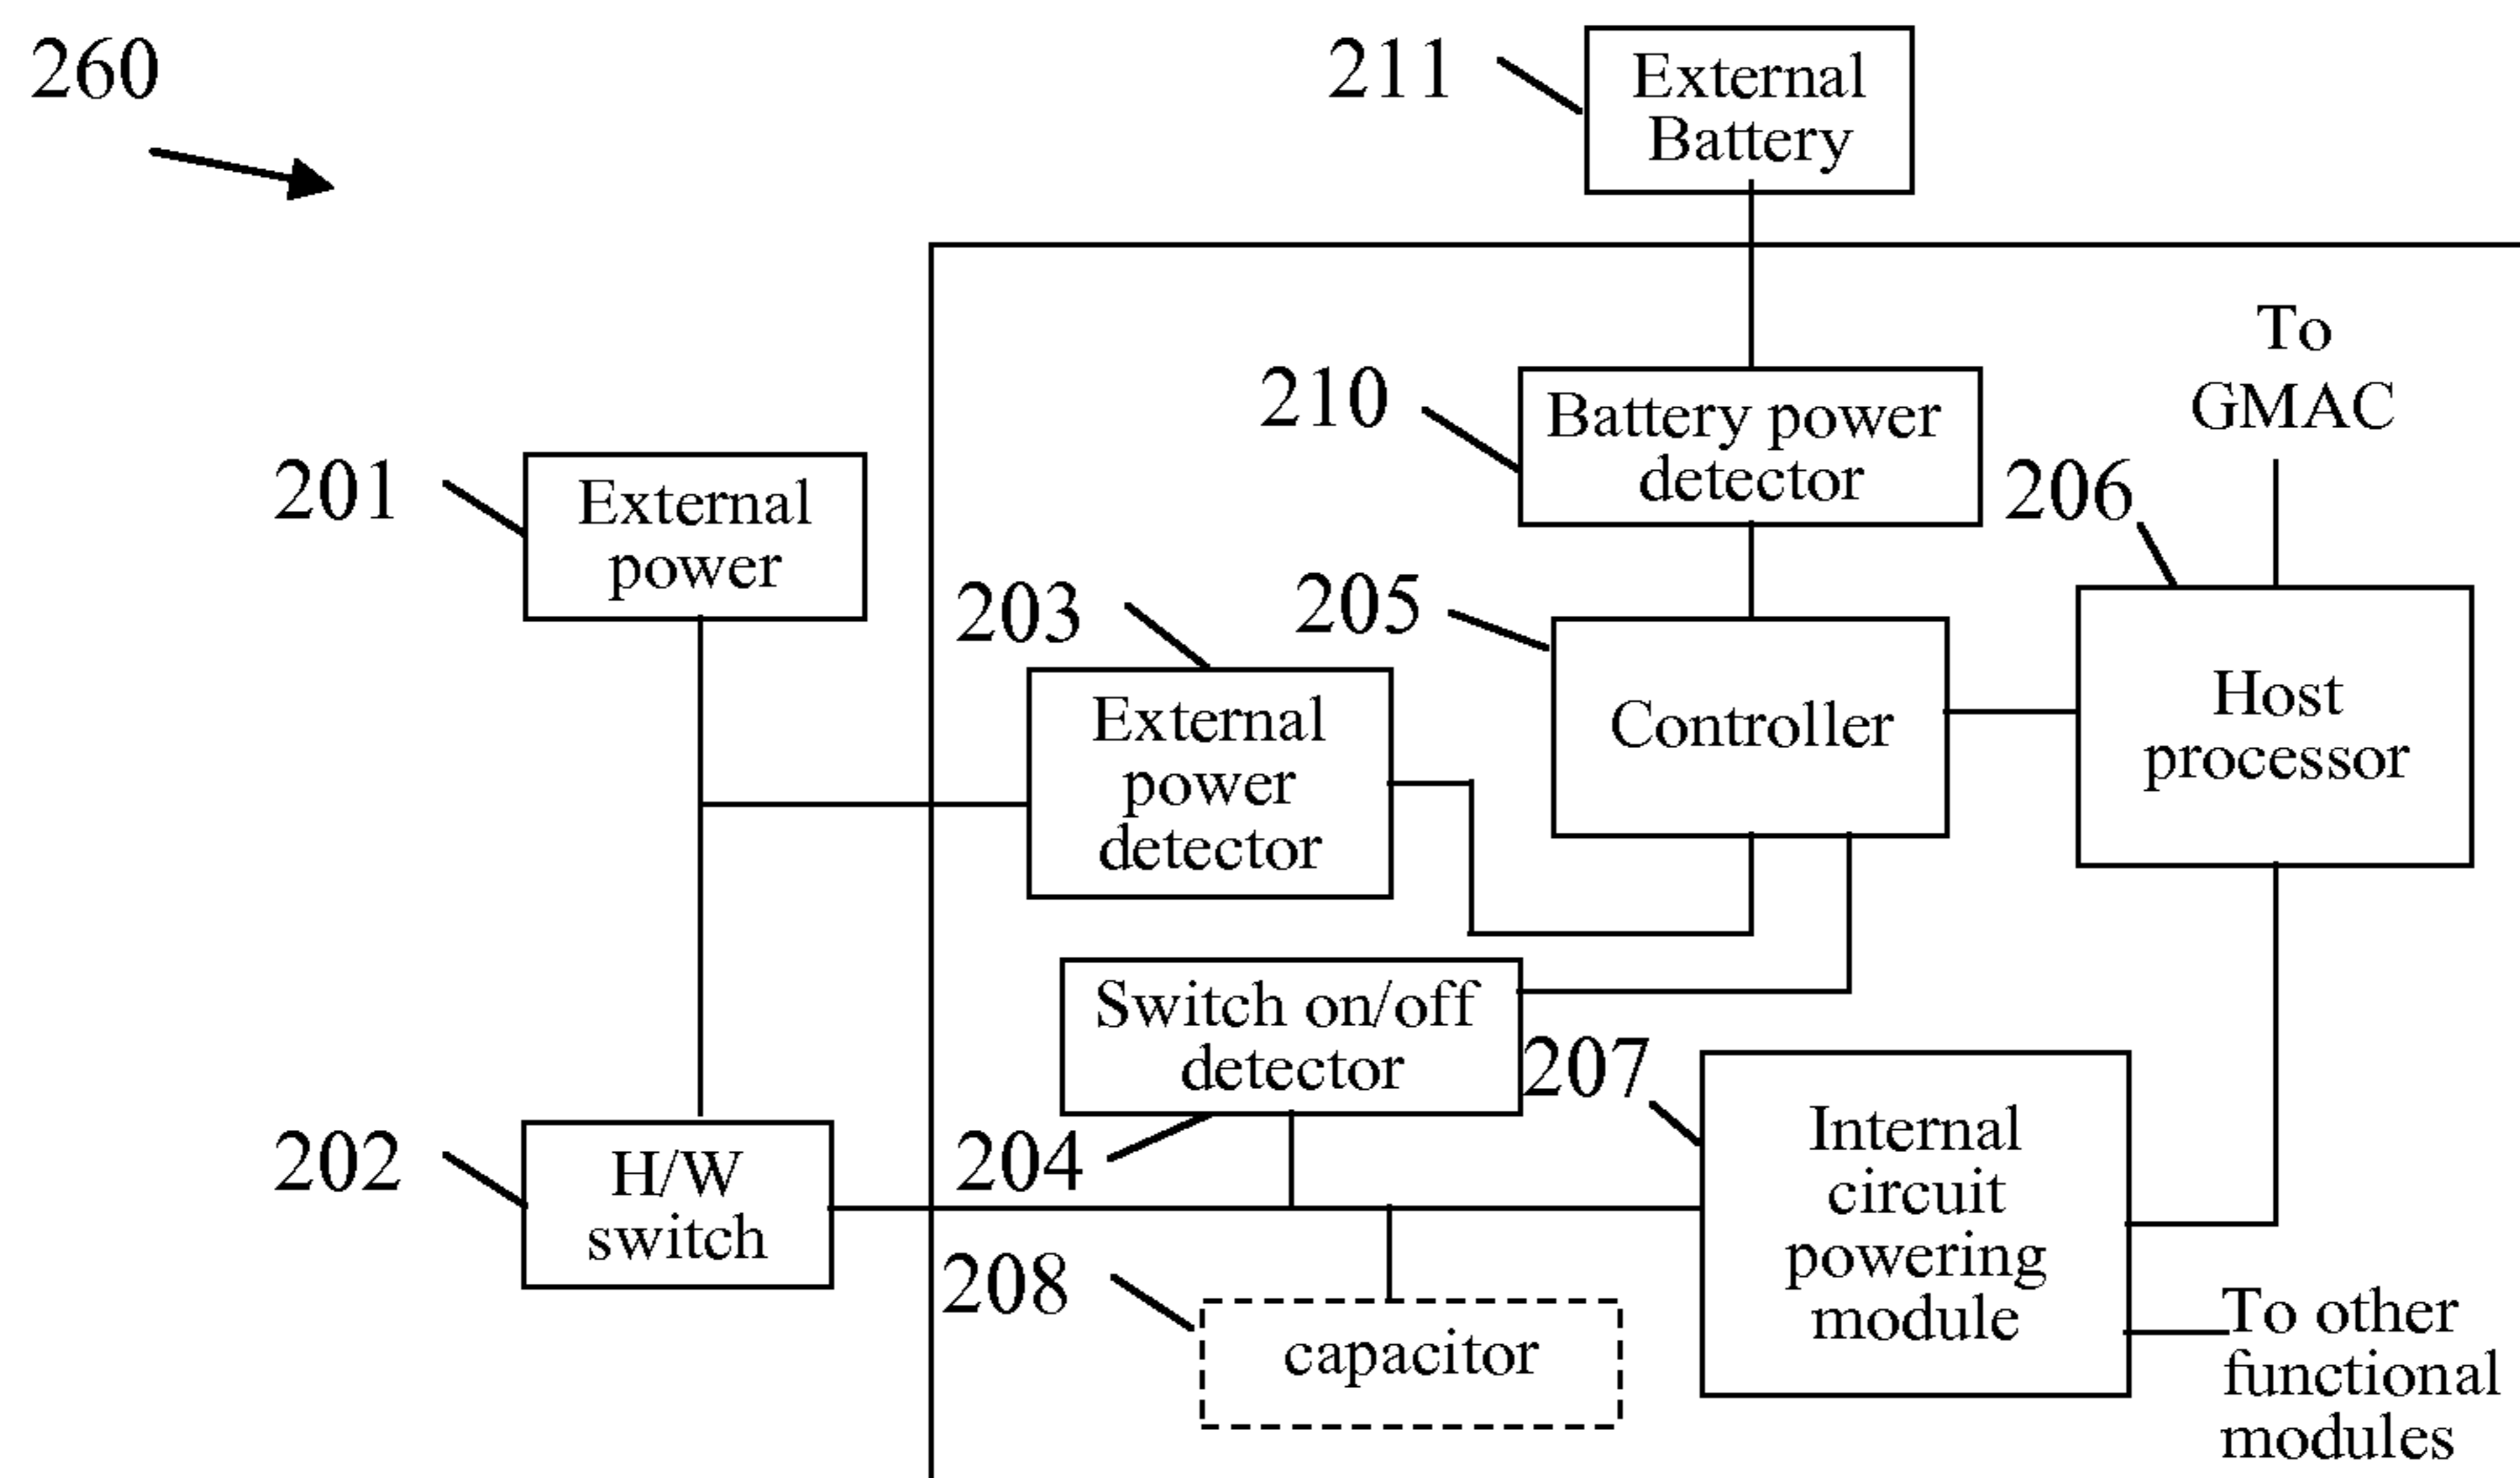 260
211
External
Battery
To
GMAC
210
Battery power
detector
206
201
External
power
203
205
External
power
detector
Controller
Host
processor
Switch on/off
detector
207
202
H/W
switch
204
Internal
circuit
powering
module
208
capacitor
To other
functional
modules